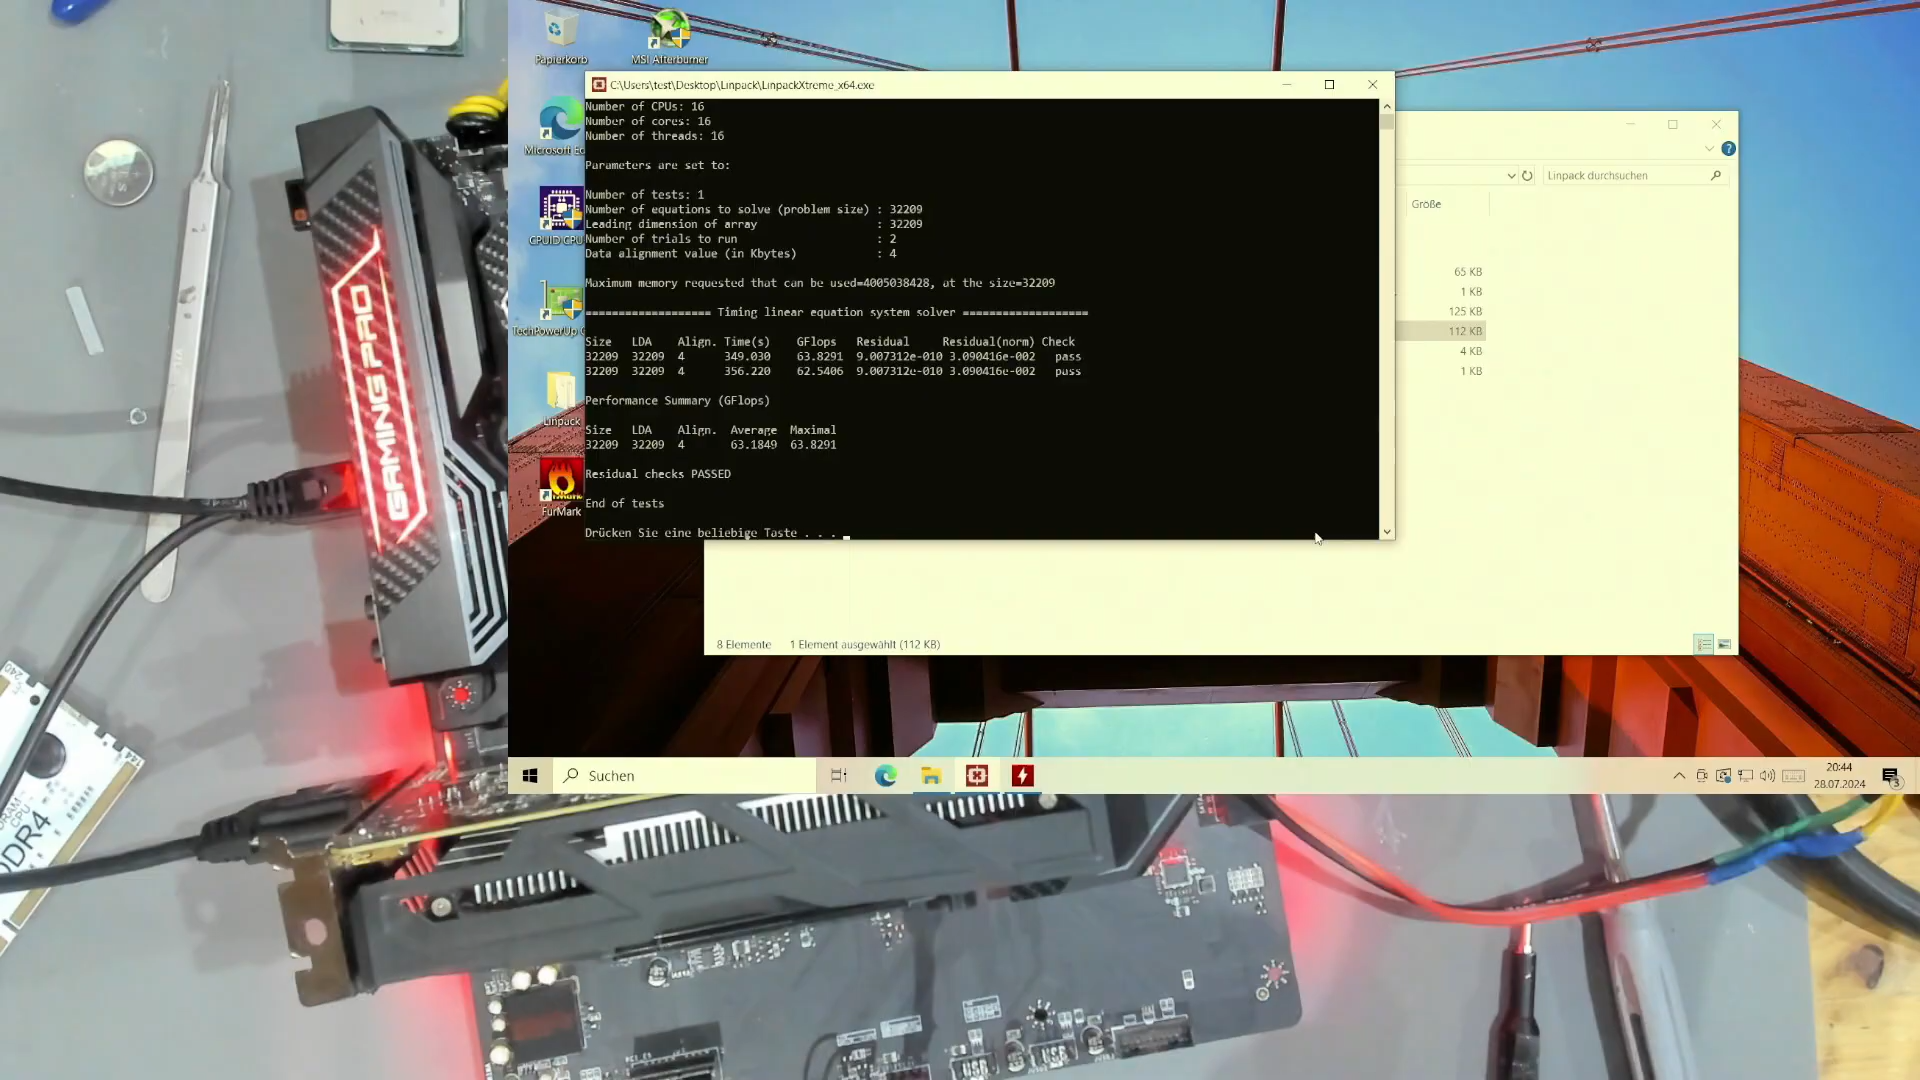 Papierkorb
MSI Afterburner
C:\Users\test\Desktop\Linpack\LinpackXtreme_x64.exe
Number of CPUs: 16
Number of cores: 16
Number of threads: 16
Parameters are set to:
Number of tests: 1
Number of equations to solve (problem size) : 32209
Leading dimension of array : 32209
Number of trials to run : 2
Data alignment value (in Kbytes) : 4
Maximum memory requested that can be used=4005038428, at the size=32209
=================== Timing linear equation system solver ===================
Size LDA Align. Time(s) GFlops Residual Residual(norm) Check
32209 32209 4 349.030 63.8291 9.007312e-010 3.090416e-002 pass
32209 32209 4 356.220 62.5406 9.007312e-010 3.090416e-002 pass
Performance Summary (GFlops)
Size LDA Align. Average Maximal
32209 32209 4 63.1849 63.8291
Residual checks PASSED
End of tests
Drücken Sie eine beliebige Taste . . .
Microsoft Ed
CPUID CPU
TechPowerUp
Linpack
FurMark
Linpack durchsuchen
Größe
65 KB
1 KB
125 KB
112 KB
4 KB
1 KB
8 Elemente 1 Element ausgewählt (112 KB)
Suchen
20:44
28.07.2024
3
GAMING PRO
DDR4